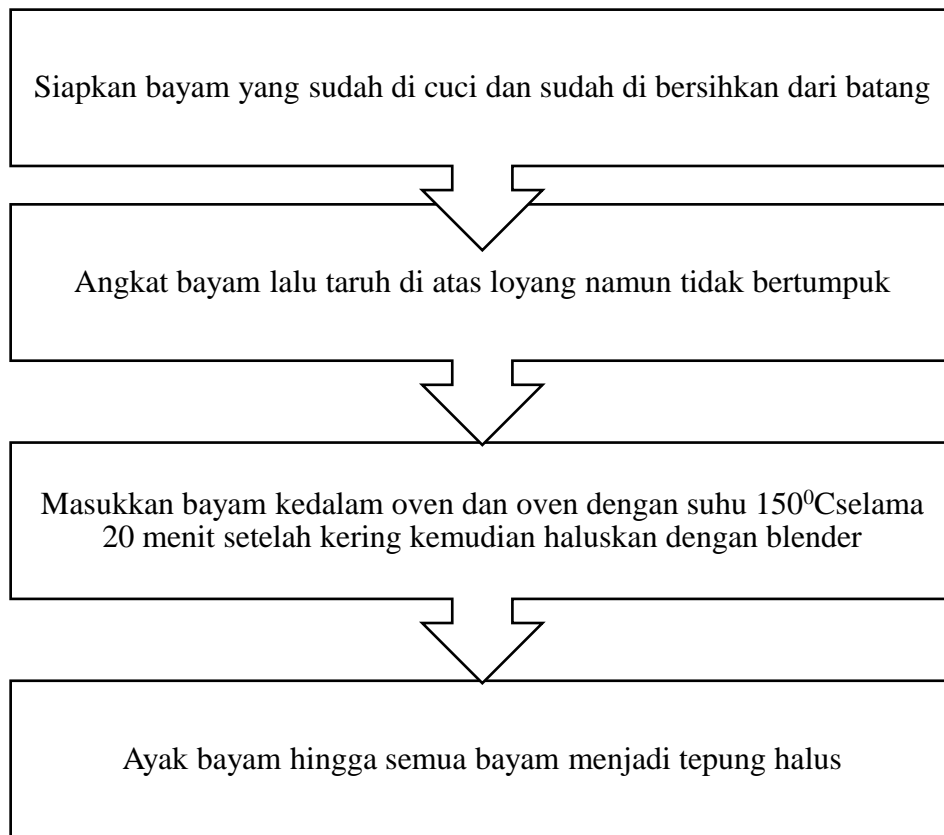 Siapkan bayam yang sudah di cuci dan sudah di bersihkan dari batang
Angkat bayam lalu taruh di atas loyang namun tidak bertumpuk
Masukkan bayam kedalam oven dan oven dengan suhu 150⁰Cselama
20 menit setelah kering kemudian haluskan dengan blender
Ayak bayam hingga semua bayam menjadi tepung halus